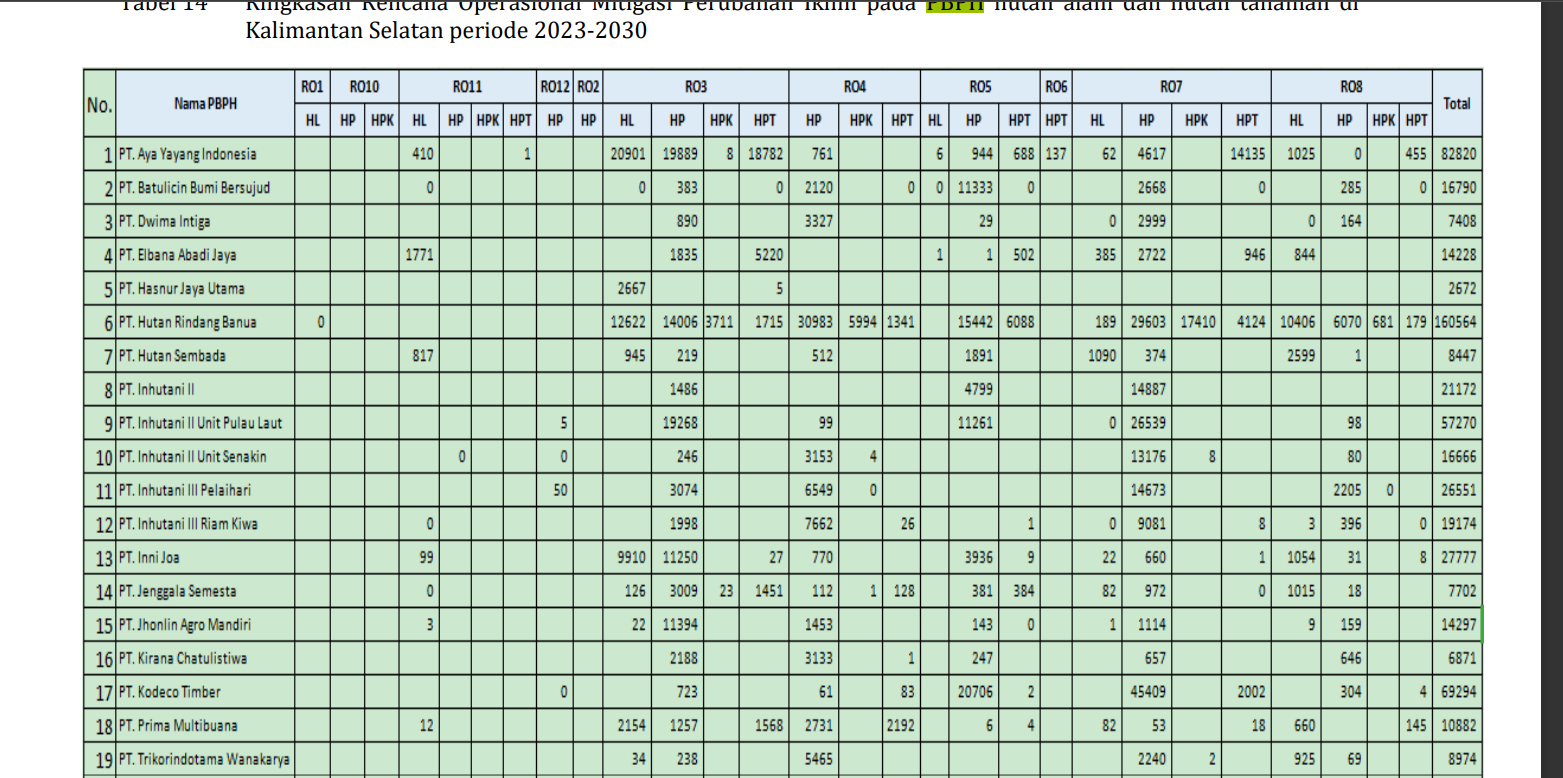 Tabel 14 Ringkasan Rencana Operasional Mitigasi Perubahan Iklim pada PBPH hutan alam dan hutan tanaman di
Kalimantan Selatan periode 2023-2030
No. Nama PBPH RO1 RO10 RO11 RO12 RO2 RO3 RO4 RO5 RO6 RO7 RO8 Total
HL HP HPK HL HP HPK HPT HP HP HL HP HPK HPT HP HPK HPT HL HP HPT HPT HL HP HPK HPT HL HP HPK HPT
1 PT. Aya Yayang Indonesia 410 1 20901 19889 8 18782 761 6 944 688 137 62 4617 14135 1025 0 455 82820
2 PT. Batulicin Bumi Bersujud 0 0 383 0 2120 0 0 11333 0 2668 0 285 0 16790
3 PT. Dwima Intiga 890 3327 29 0 2999 0 164 7408
4 PT. Elbana Abadi Jaya 1771 1835 5220 1 1 502 385 2722 946 844 14228
5 PT. Hasnur Jaya Utama 2667 5 2672
6 PT. Hutan Rindang Banua 0 12622 14006 3711 1715 30983 5994 1341 15442 6088 189 29603 17410 4124 10406 6070 681 179 160564
7 PT. Hutan Sembada 817 945 219 512 1891 1090 374 2599 1 8447
8 PT. Inhutani II 1486 4799 14887 21172
9 PT. Inhutani II Unit Pulau Laut 5 19268 99 11261 0 26539 98 57270
10 PT. Inhutani II Unit Senakin 0 0 246 3153 4 13176 8 80 16666
11 PT. Inhutani III Pelaihari 50 3074 6549 0 14673 2205 0 26551
12 PT. Inhutani III Riam Kiwa 0 1998 7662 26 1 0 9081 8 3 396 0 19174
13 PT. Inni Joa 99 9910 11250 27 770 3936 9 22 660 1 1054 31 8 27777
14 PT. Jenggala Semesta 0 126 3009 23 1451 112 1 128 381 384 82 972 0 1015 18 7702
15 PT. Jhonlin Agro Mandiri 3 22 11394 1453 143 0 1 1114 9 159 14297
16 PT. Kirana Chatulistiwa 2188 3133 1 247 657 646 6871
17 PT. Kodeco Timber 0 723 61 83 20706 2 45409 2002 304 4 69294
18 PT. Prima Multibuana 12 2154 1257 1568 2731 2192 6 4 82 53 18 660 145 10882
19 PT. Trikorindotama Wanakarya 34 238 5465 2240 2 925 69 8974